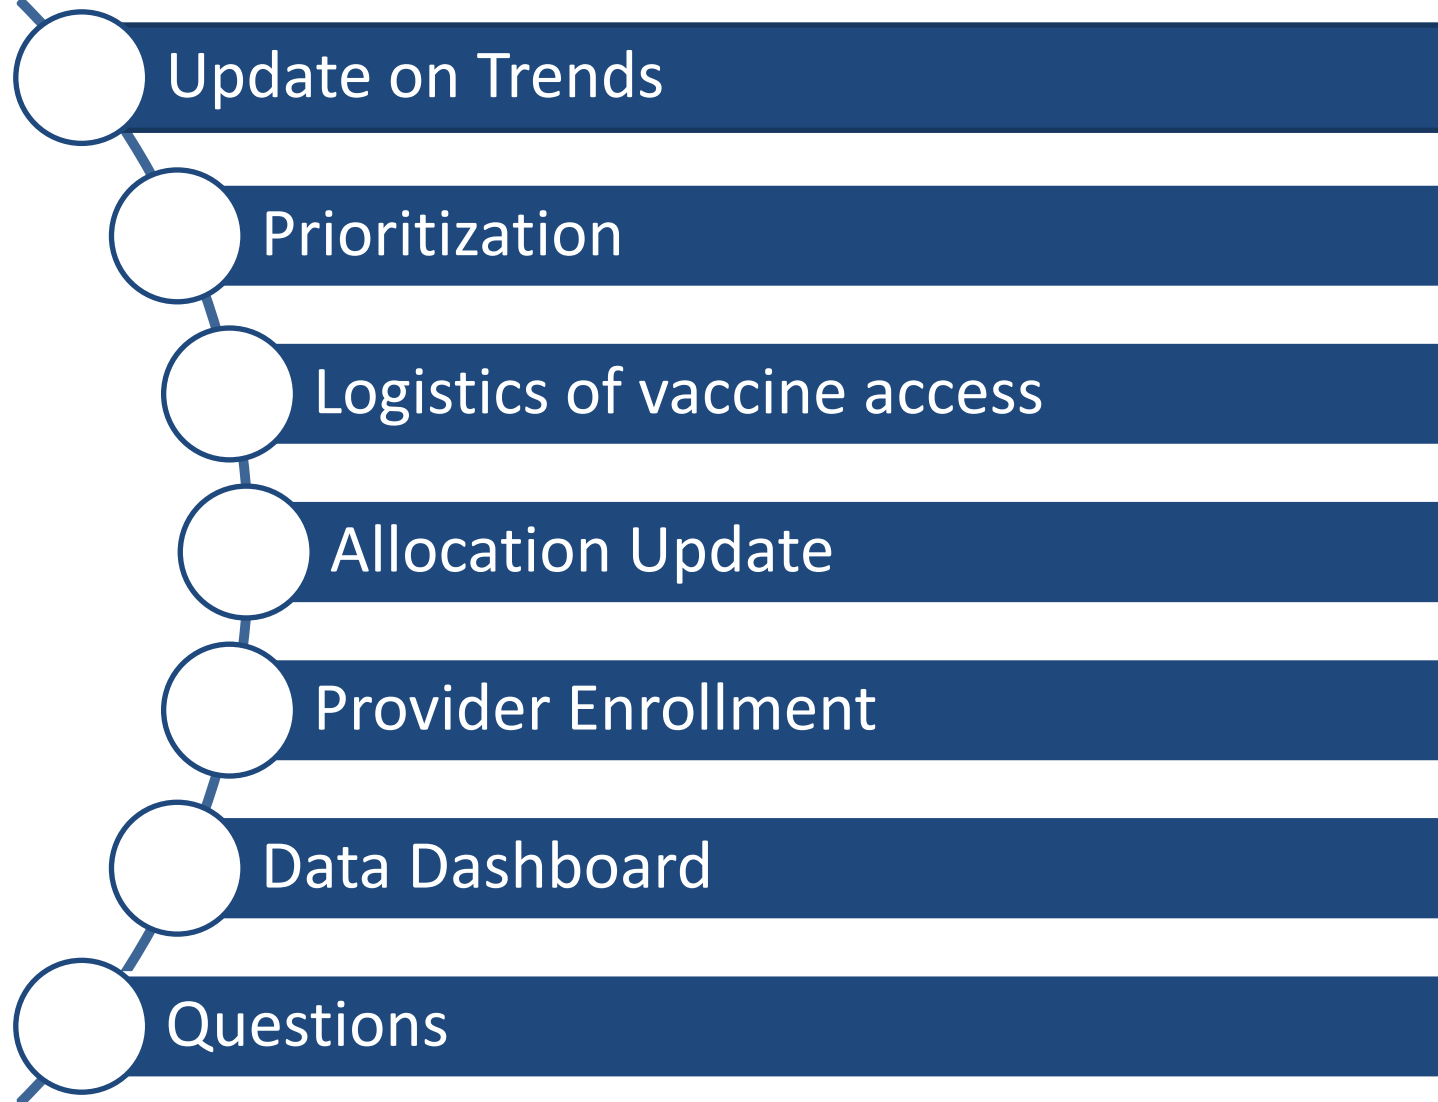 Update on Trends
Prioritization
Logistics of vaccine access
Allocation Update
Provider Enrollment
Data Dashboard
Questions